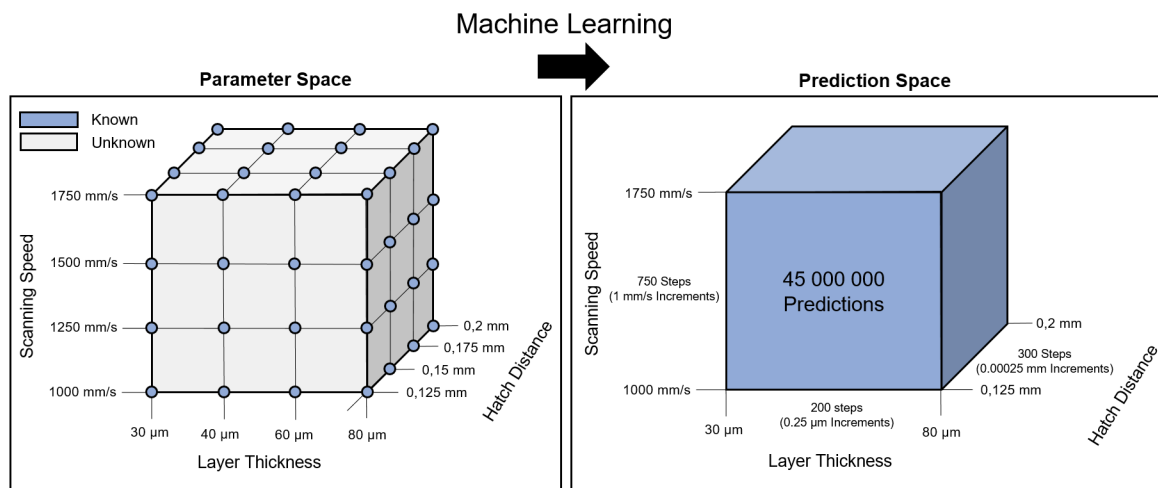 Machine Learning
Parameter Space
Known
Unknown
1750 mm/s
1500 mm/s
1250 mm/s
1000 mm/s
Scanning Speed
30 µm
40 µm
60 µm
80 µm
Layer Thickness
0,2 mm
0,175 mm
0,15 mm
0,125 mm
Hatch Distance
Prediction Space
1750 mm/s
750 Steps
(1 mm/s Increments)
1000 mm/s
Scanning Speed
45 000 000
Predictions
200 steps
(0.25 µm Increments)
30 µm
80 µm
Layer Thickness
0,2 mm
300 Steps
(0.00025 mm Increments)
0,125 mm
Hatch Distance